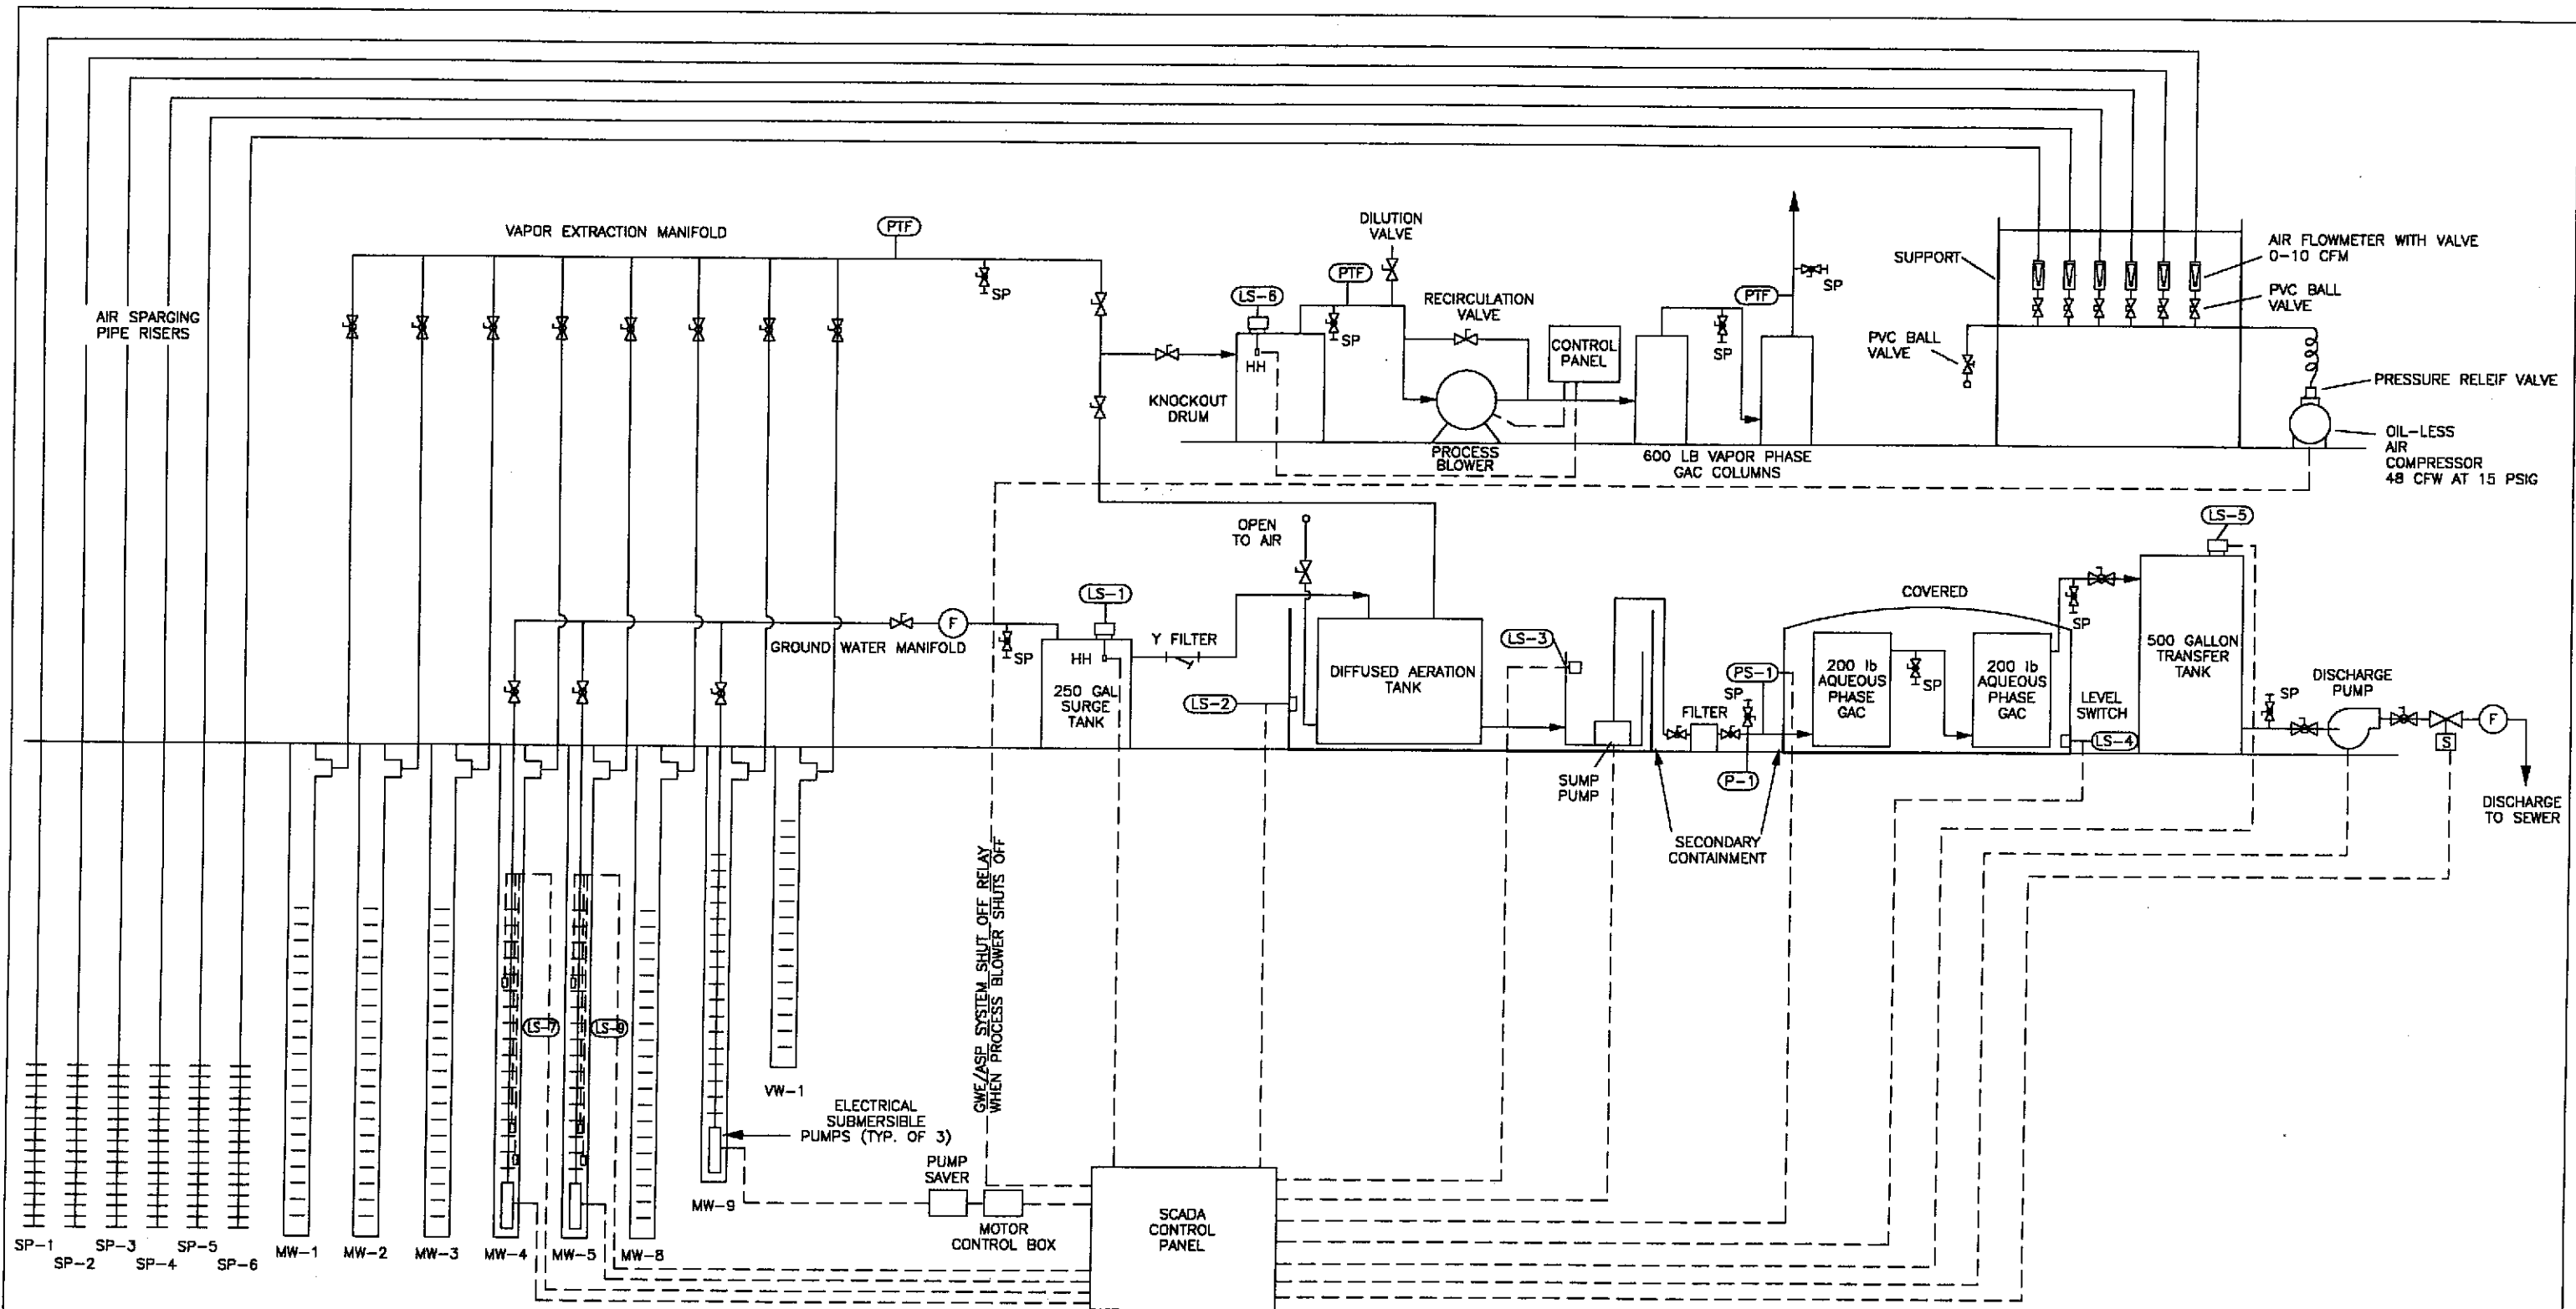 VAPOR EXTRACTION MANIFOLD
PTF
SP
AIR SPARGING
PIPE RISERS
DILUTION
VALVE
LS-6
PTF
SP
HH
KNOCKOUT
DRUM
RECIRCULATION
VALVE
CONTROL
PANEL
PROCESS
BLOWER
PTF
SP
SP
600 LB VAPOR PHASE
GAC COLUMNS
SUPPORT
AIR FLOWMETER WITH VALVE
0-10 CFM
PVC BALL
VALVE
PVC BALL
VALVE
PRESSURE RELEIF VALVE
OIL-LESS
AIR
COMPRESSOR
48 CFW AT 15 PSIG
OPEN
TO AIR
LS-1
F
GROUND WATER MANIFOLD
SP
HH
250 GAL
SURGE
TANK
Y FILTER
LS-2
DIFFUSED AERATION
TANK
LS-3
SUMP
PUMP
FILTER
SP
PS-1
P-1
SECONDARY
CONTAINMENT
COVERED
200 lb
AQUEOUS
PHASE
GAC
SP
200 lb
AQUEOUS
PHASE
GAC
SP
LEVEL
SWITCH
LS-4
LS-5
500 GALLON
TRANSFER
TANK
SP
DISCHARGE
PUMP
S
F
DISCHARGE
TO SEWER
GWE/ASP SYSTEM SHUT OFF RELAY
WHEN PROCESS BLOWER SHUTS OFF
LS-7
VW-1
ELECTRICAL
SUBMERSIBLE
PUMPS (TYP. OF 3)
PUMP
SAVER
MOTOR
CONTROL BOX
SCADA
CONTROL
PANEL
SP-1
SP-2
SP-3
SP-4
SP-5
SP-6
MW-1
MW-2
MW-3
MW-4
MW-5
MW-8
MW-9